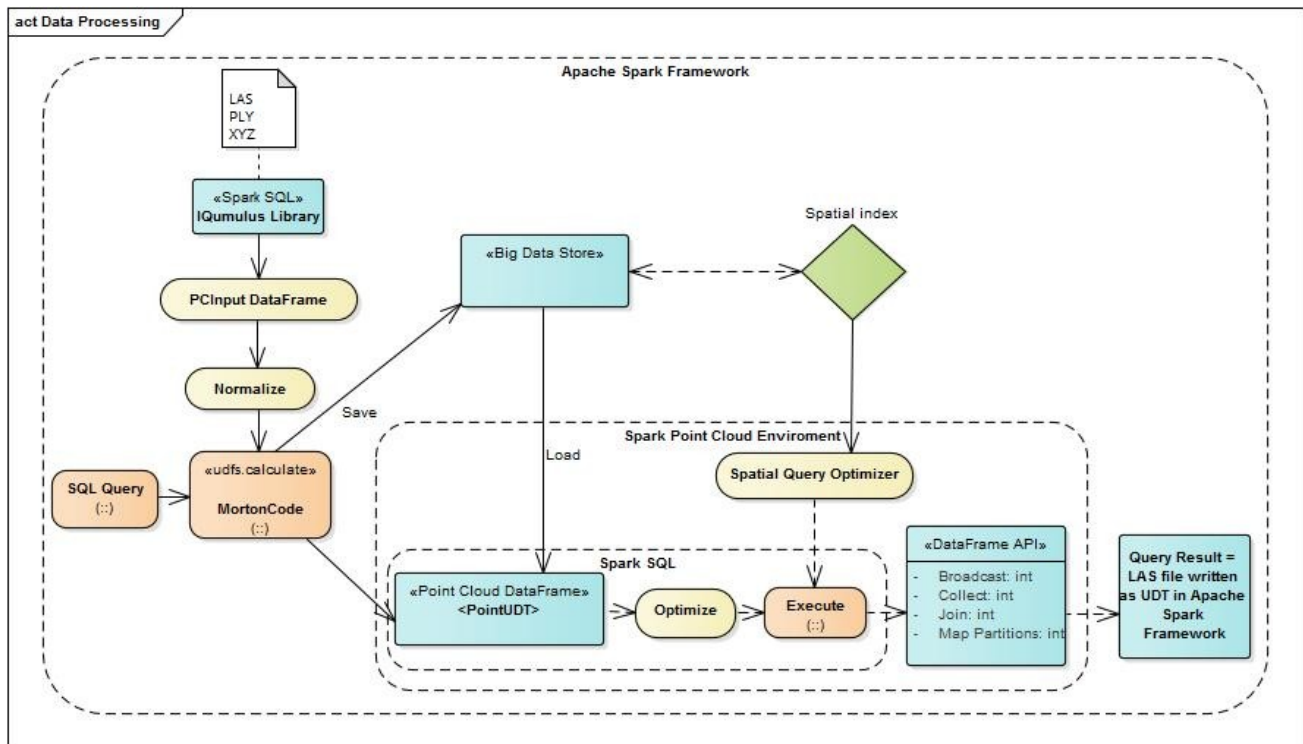 act Data Processing
Apache Spark Framework
LAS
PLY
XYZ
«Spark SQL»
IQumulus Library
Spatial index
«Big Data Store»
PCInput DataFrame
Normalize
Save
Spark Point Cloud Enviroment
Load
«udfs.calculate»
MortonCode
(::)
SQL Query
(::)
Spatial Query Optimizer
Spark SQL
«Point Cloud DataFrame»
<PointUDT>
Optimize
Execute
(::)
«DataFrame API»
- Broadcast: int
- Collect: int
- Join: int
- Map Partitions: int
Query Result =
LAS file written
as UDT in Apache
Spark
Framework